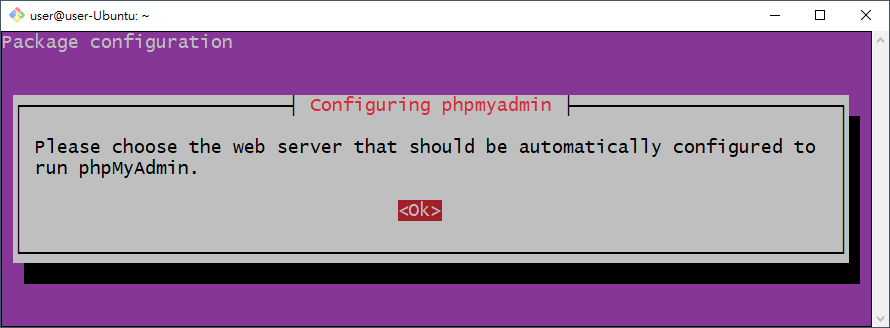 user@user-Ubuntu: ~
Package configuration
Configuring phpmyadmin
Please choose the web server that should be automatically configured to
run phpMyAdmin.
<Ok>